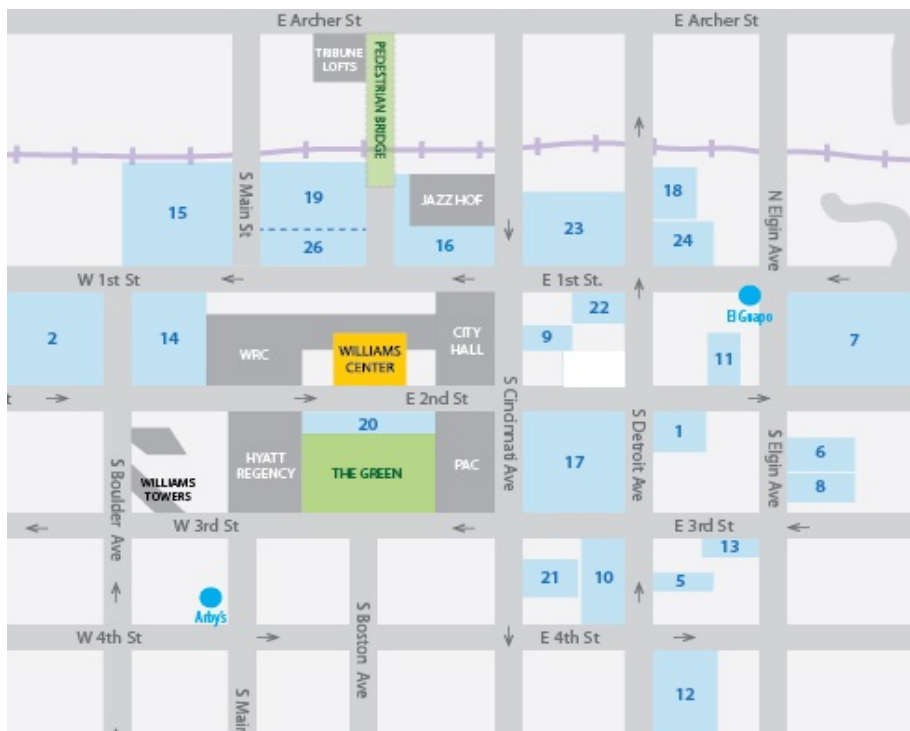 E Archer St
E Archer St
TRIBUNE
LOFTS
PEDESTRIAN BRIDGE
S Main St
15
19
26
JAZZ HOF
16
23
18
24
N Elgin Ave
W 1st St
E 1st St.
2
14
WRC
WILLIAMS
CENTER
CITY
HALL
22
9
El Guapo
11
7
E 2nd St
S Cincinnati Ave
S Detroit Ave
S Elgin Ave
S Boulder Ave
WILLIAMS
TOWERS
HYATT
REGENCY
20
THE GREEN
PAC
17
1
6
8
W 3rd St
E 3rd St
Arby's
S Boston Ave
21
10
13
5
W 4th St
E 4th St
S Main
12